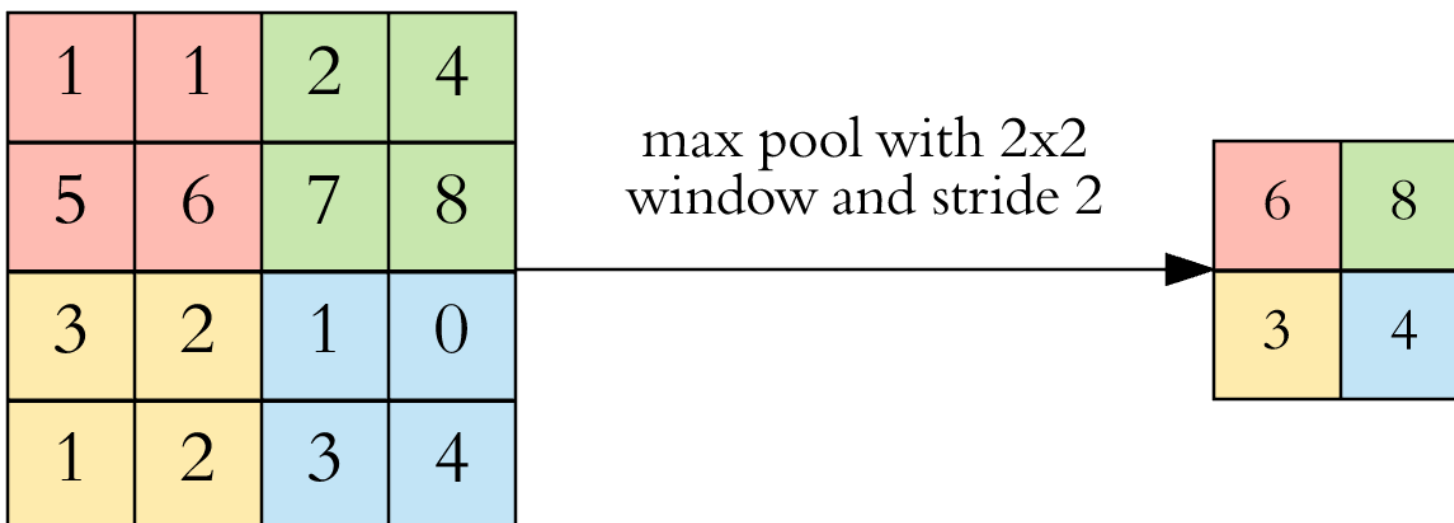 1 1 2 4
5 6 7 8
3 2 1 0
1 2 3 4
max pool with 2x2
window and stride 2
6 8
3 4